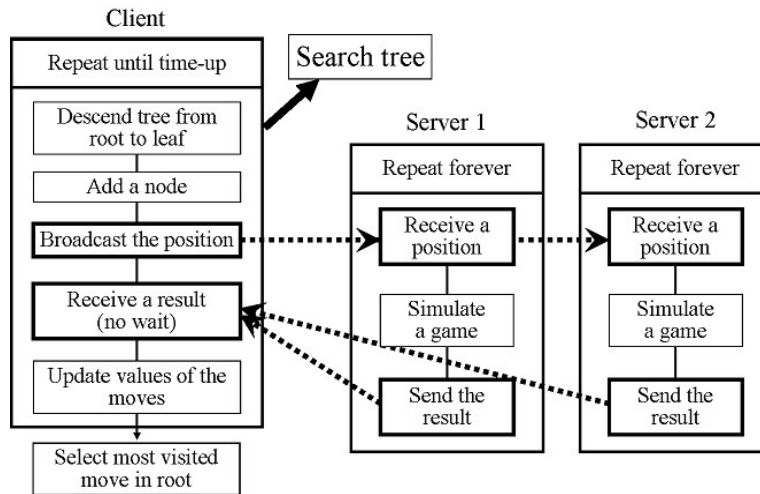 Client
Repeat until time-up
Search tree
Descend tree from
root to leaf
Add a node
Broadcast the position
Receive a result
(no wait)
Update values of the
moves
Select most visited
move in root
Server 1
Repeat forever
Receive a
position
Simulate
a game
Send the
result
Server 2
Repeat forever
Receive a
position
Simulate
a game
Send the
result